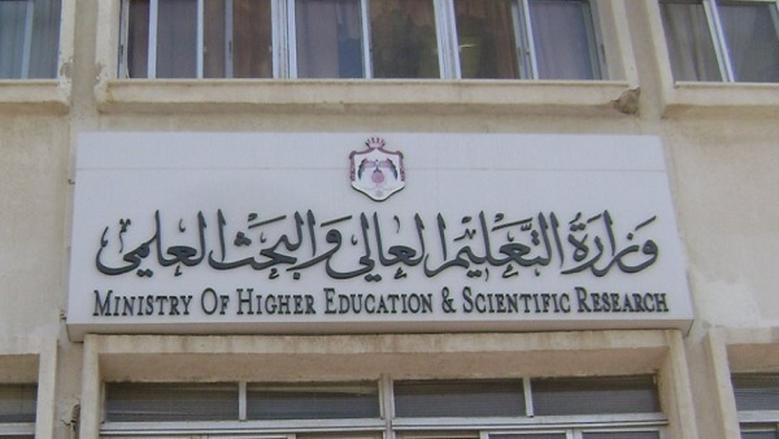 وزارة التعليم العالي والبحث العلمي
MINISTRY OF HIGHER EDUCATION & SCIENTIFIC RESEARCH